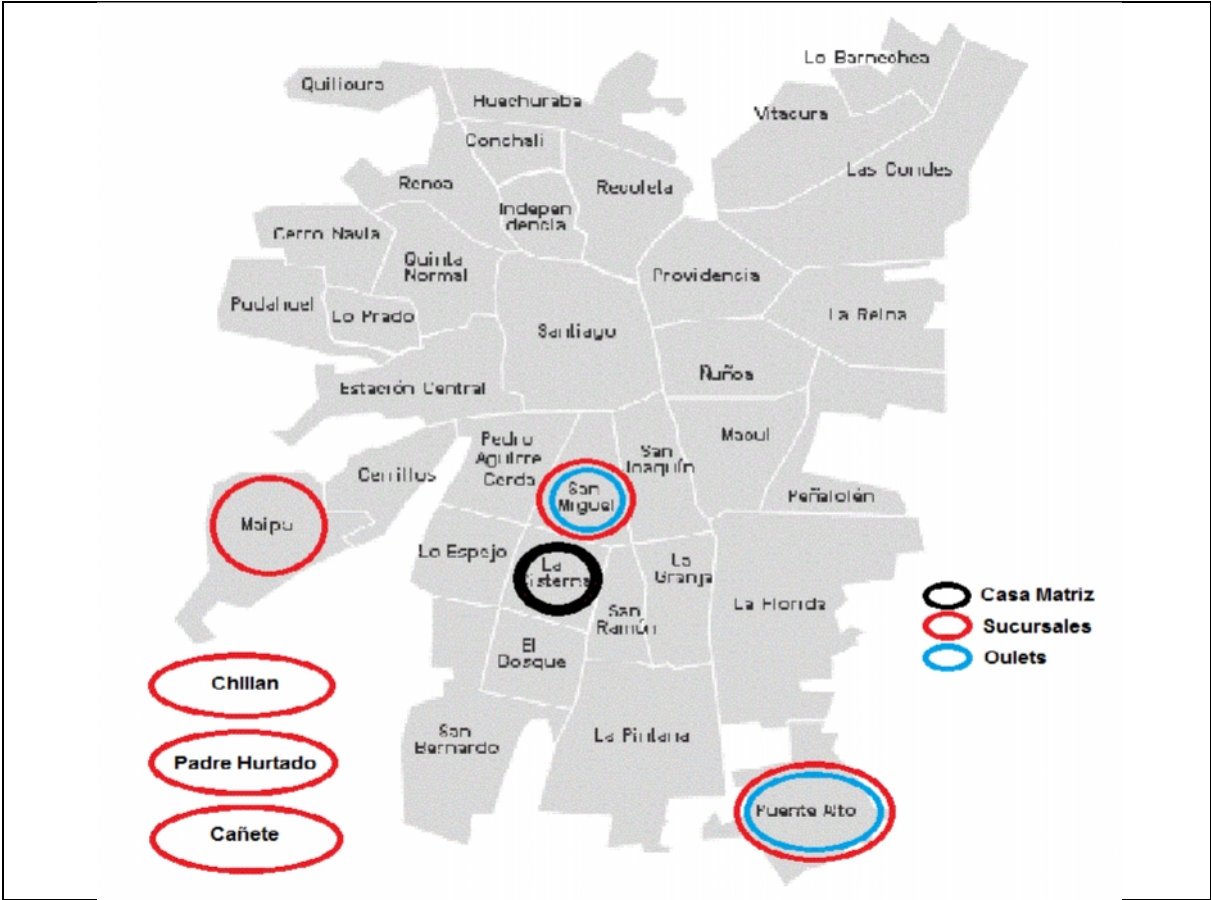 Lo Barnechea
Quilicura
Huechuraba
Vitacura
Conchali
Las Condes
Renca
Recoleta
Indepen
dencia
Cerro Navia
Quinta
Normal
Providencia
Pudahuel
Lo Prado
La Reina
Santiago
Ñuñoa
Estación Central
Pedro
Aguirre
Cerda
Macul
San
Joaquín
Cerrillos
San
Miguel
Peñalolén
Maipu
Lo Espejo
La
Cisterna
La
Granja
La Florida
San
Ramón
El
Bosque
Casa Matriz
Sucursales
Oulets
Chillan
Padre Hurtado
Cañete
San
Bernardo
La Pintana
Puente Alto